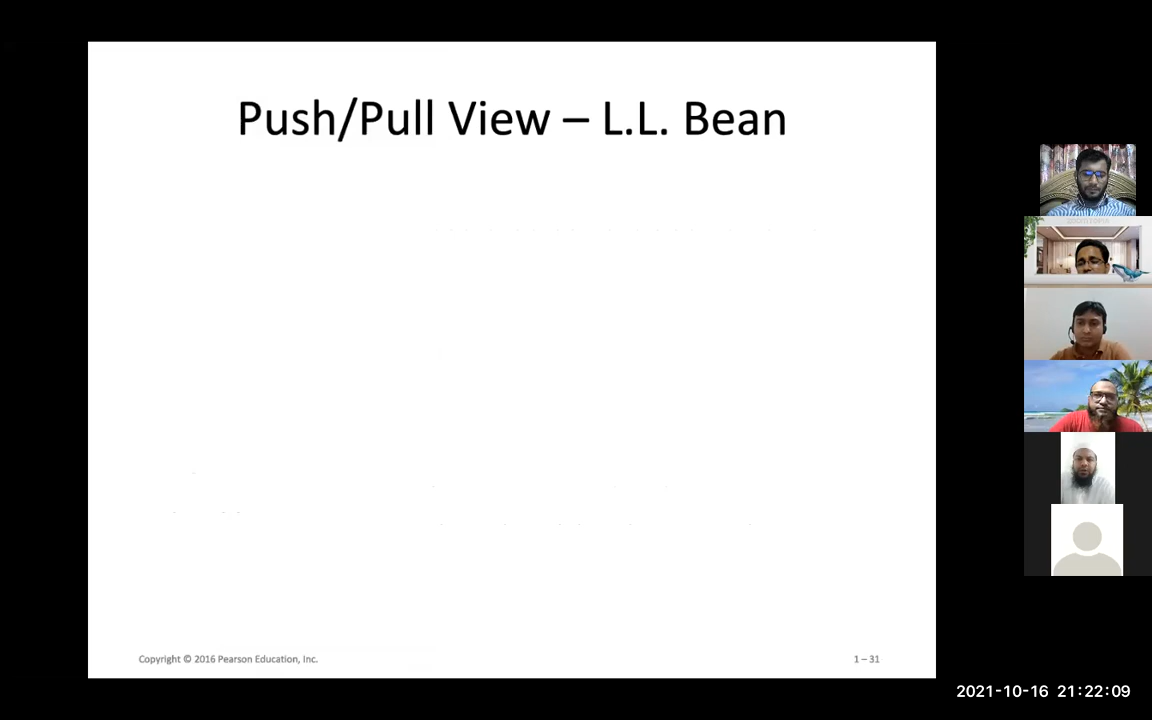 Push/Pull View – L.L. Bean
Copyright © 2016 Pearson Education, Inc.
1 – 31
2021-10-16 21:22:09